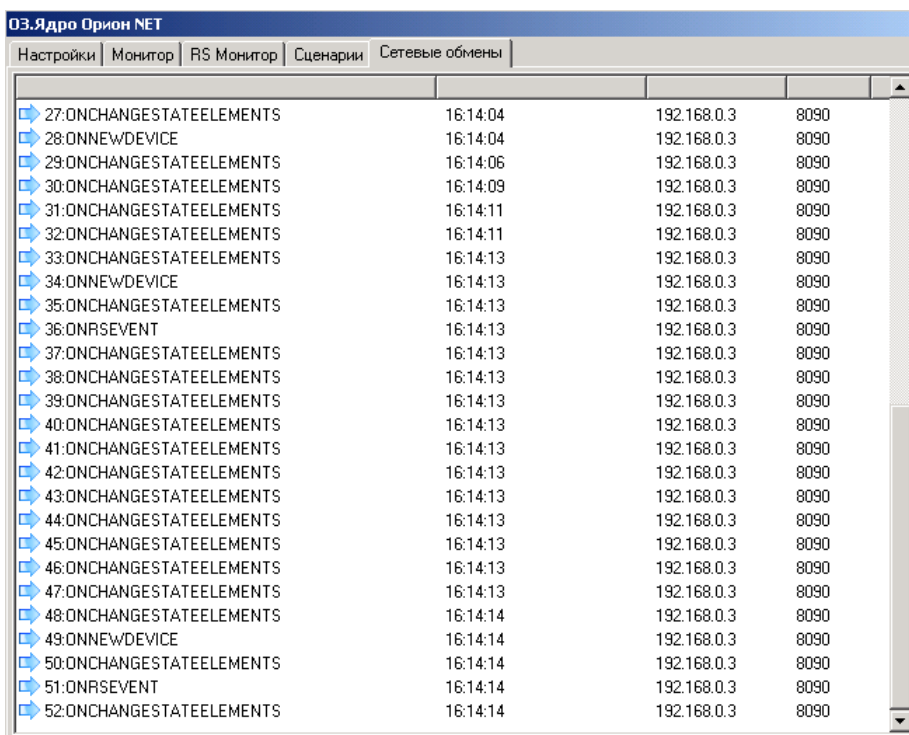 03.Ядро Орион NET
Настройки Монитор RS Монитор Сценарии Сетевые обмены
27:ONCHANGESTATEELEMENTS 16:14:04 192.168.0.3 8090
28:ONNEWDEVICE 16:14:04 192.168.0.3 8090
29:ONCHANGESTATEELEMENTS 16:14:06 192.168.0.3 8090
30:ONCHANGESTATEELEMENTS 16:14:09 192.168.0.3 8090
31:ONCHANGESTATEELEMENTS 16:14:11 192.168.0.3 8090
32:ONCHANGESTATEELEMENTS 16:14:11 192.168.0.3 8090
33:ONCHANGESTATEELEMENTS 16:14:13 192.168.0.3 8090
34:ONNEWDEVICE 16:14:13 192.168.0.3 8090
35:ONCHANGESTATEELEMENTS 16:14:13 192.168.0.3 8090
36:ONRSEVENT 16:14:13 192.168.0.3 8090
37:ONCHANGESTATEELEMENTS 16:14:13 192.168.0.3 8090
38:ONCHANGESTATEELEMENTS 16:14:13 192.168.0.3 8090
39:ONCHANGESTATEELEMENTS 16:14:13 192.168.0.3 8090
40:ONCHANGESTATEELEMENTS 16:14:13 192.168.0.3 8090
41:ONCHANGESTATEELEMENTS 16:14:13 192.168.0.3 8090
42:ONCHANGESTATEELEMENTS 16:14:13 192.168.0.3 8090
43:ONCHANGESTATEELEMENTS 16:14:13 192.168.0.3 8090
44:ONCHANGESTATEELEMENTS 16:14:13 192.168.0.3 8090
45:ONCHANGESTATEELEMENTS 16:14:13 192.168.0.3 8090
46:ONCHANGESTATEELEMENTS 16:14:13 192.168.0.3 8090
47:ONCHANGESTATEELEMENTS 16:14:13 192.168.0.3 8090
48:ONCHANGESTATEELEMENTS 16:14:14 192.168.0.3 8090
49:ONNEWDEVICE 16:14:14 192.168.0.3 8090
50:ONCHANGESTATEELEMENTS 16:14:14 192.168.0.3 8090
51:ONRSEVENT 16:14:14 192.168.0.3 8090
52:ONCHANGESTATEELEMENTS 16:14:14 192.168.0.3 8090